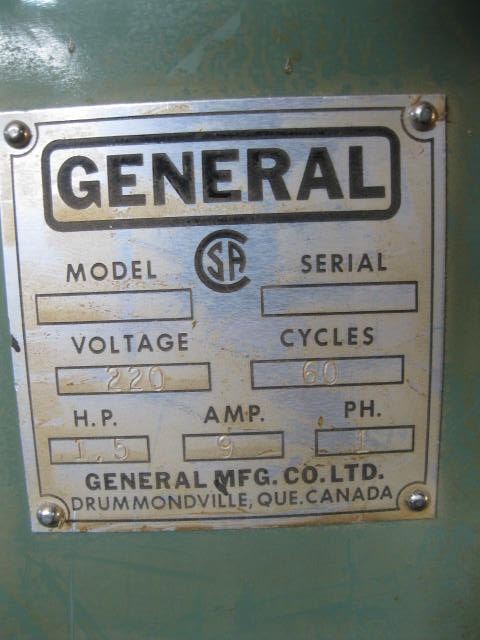 GENERAL
MODEL CSA SERIAL
VOLTAGE CYCLES
220 60
H.P. AMP. PH.
1.5 9 1
GENERAL MFG. CO. LTD.
DRUMMONDVILLE, QUE. CANADA